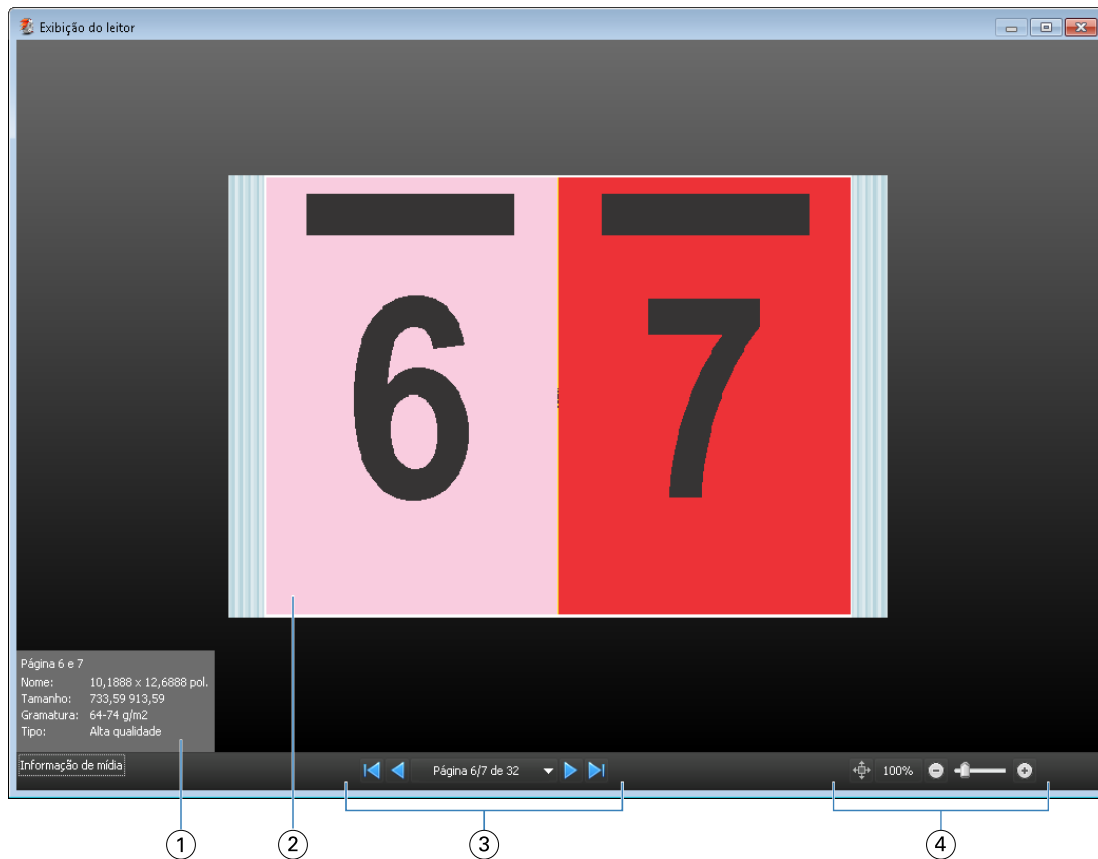 Exibição do leitor
6 7
Página 6 e 7
Nome: 10,1888 x 12,6888 pol.
Tamanho: 733,59 913,59
Gramatura: 64-74 g/m2
Tipo: Alta qualidade
Informação de mídia
Página 6/7 de 32
100%
1 2 3 4